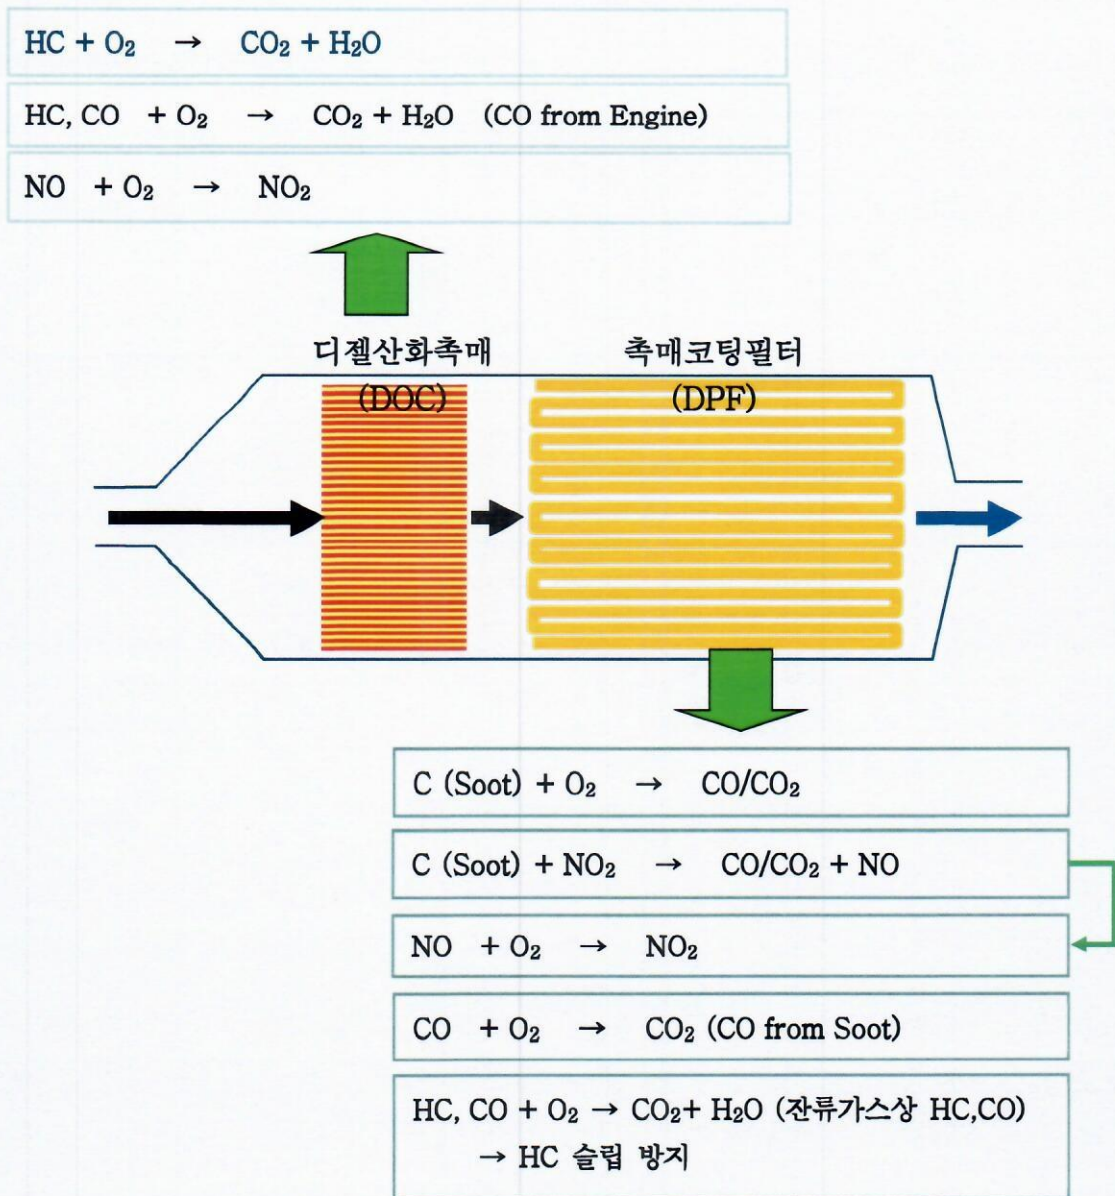 HC + O₂ → CO₂ + H₂O
HC, CO + O₂ → CO₂ + H₂O (CO from Engine)
NO + O₂ → NO₂
디젤산화촉매 촉매코팅필터
(DOC) (DPF)
C (Soot) + O₂ → CO/CO₂
C (Soot) + NO₂ → CO/CO₂ + NO
NO + O₂ → NO₂
CO + O₂ → CO₂ (CO from Soot)
HC, CO + O₂ → CO₂+ H₂O (잔류가스상 HC,CO)
→ HC 슬립 방지